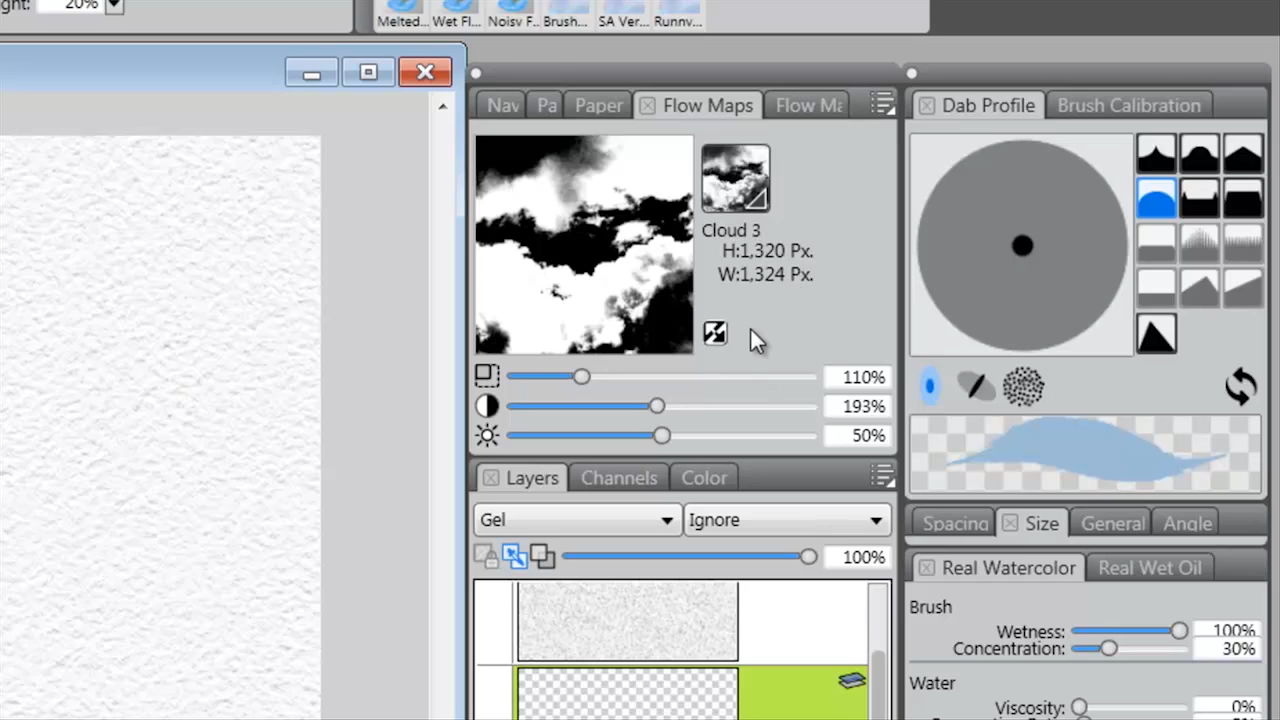 ght: 20%
Melted... Wet Fl... Noisy F... Brush... SA Ver... Runny...
Nav Pa Paper Flow Maps Flow Ma
Cloud 3
H:1,320 Px.
W:1,324 Px.
110%
193%
50%
Layers Channels Color
Gel Ignore
100%
Dab Profile Brush Calibration
Spacing Size General Angle
Real Watercolor Real Wet Oil
Brush
Wetness: 100%
Concentration: 30%
Water
Viscosity: 0%